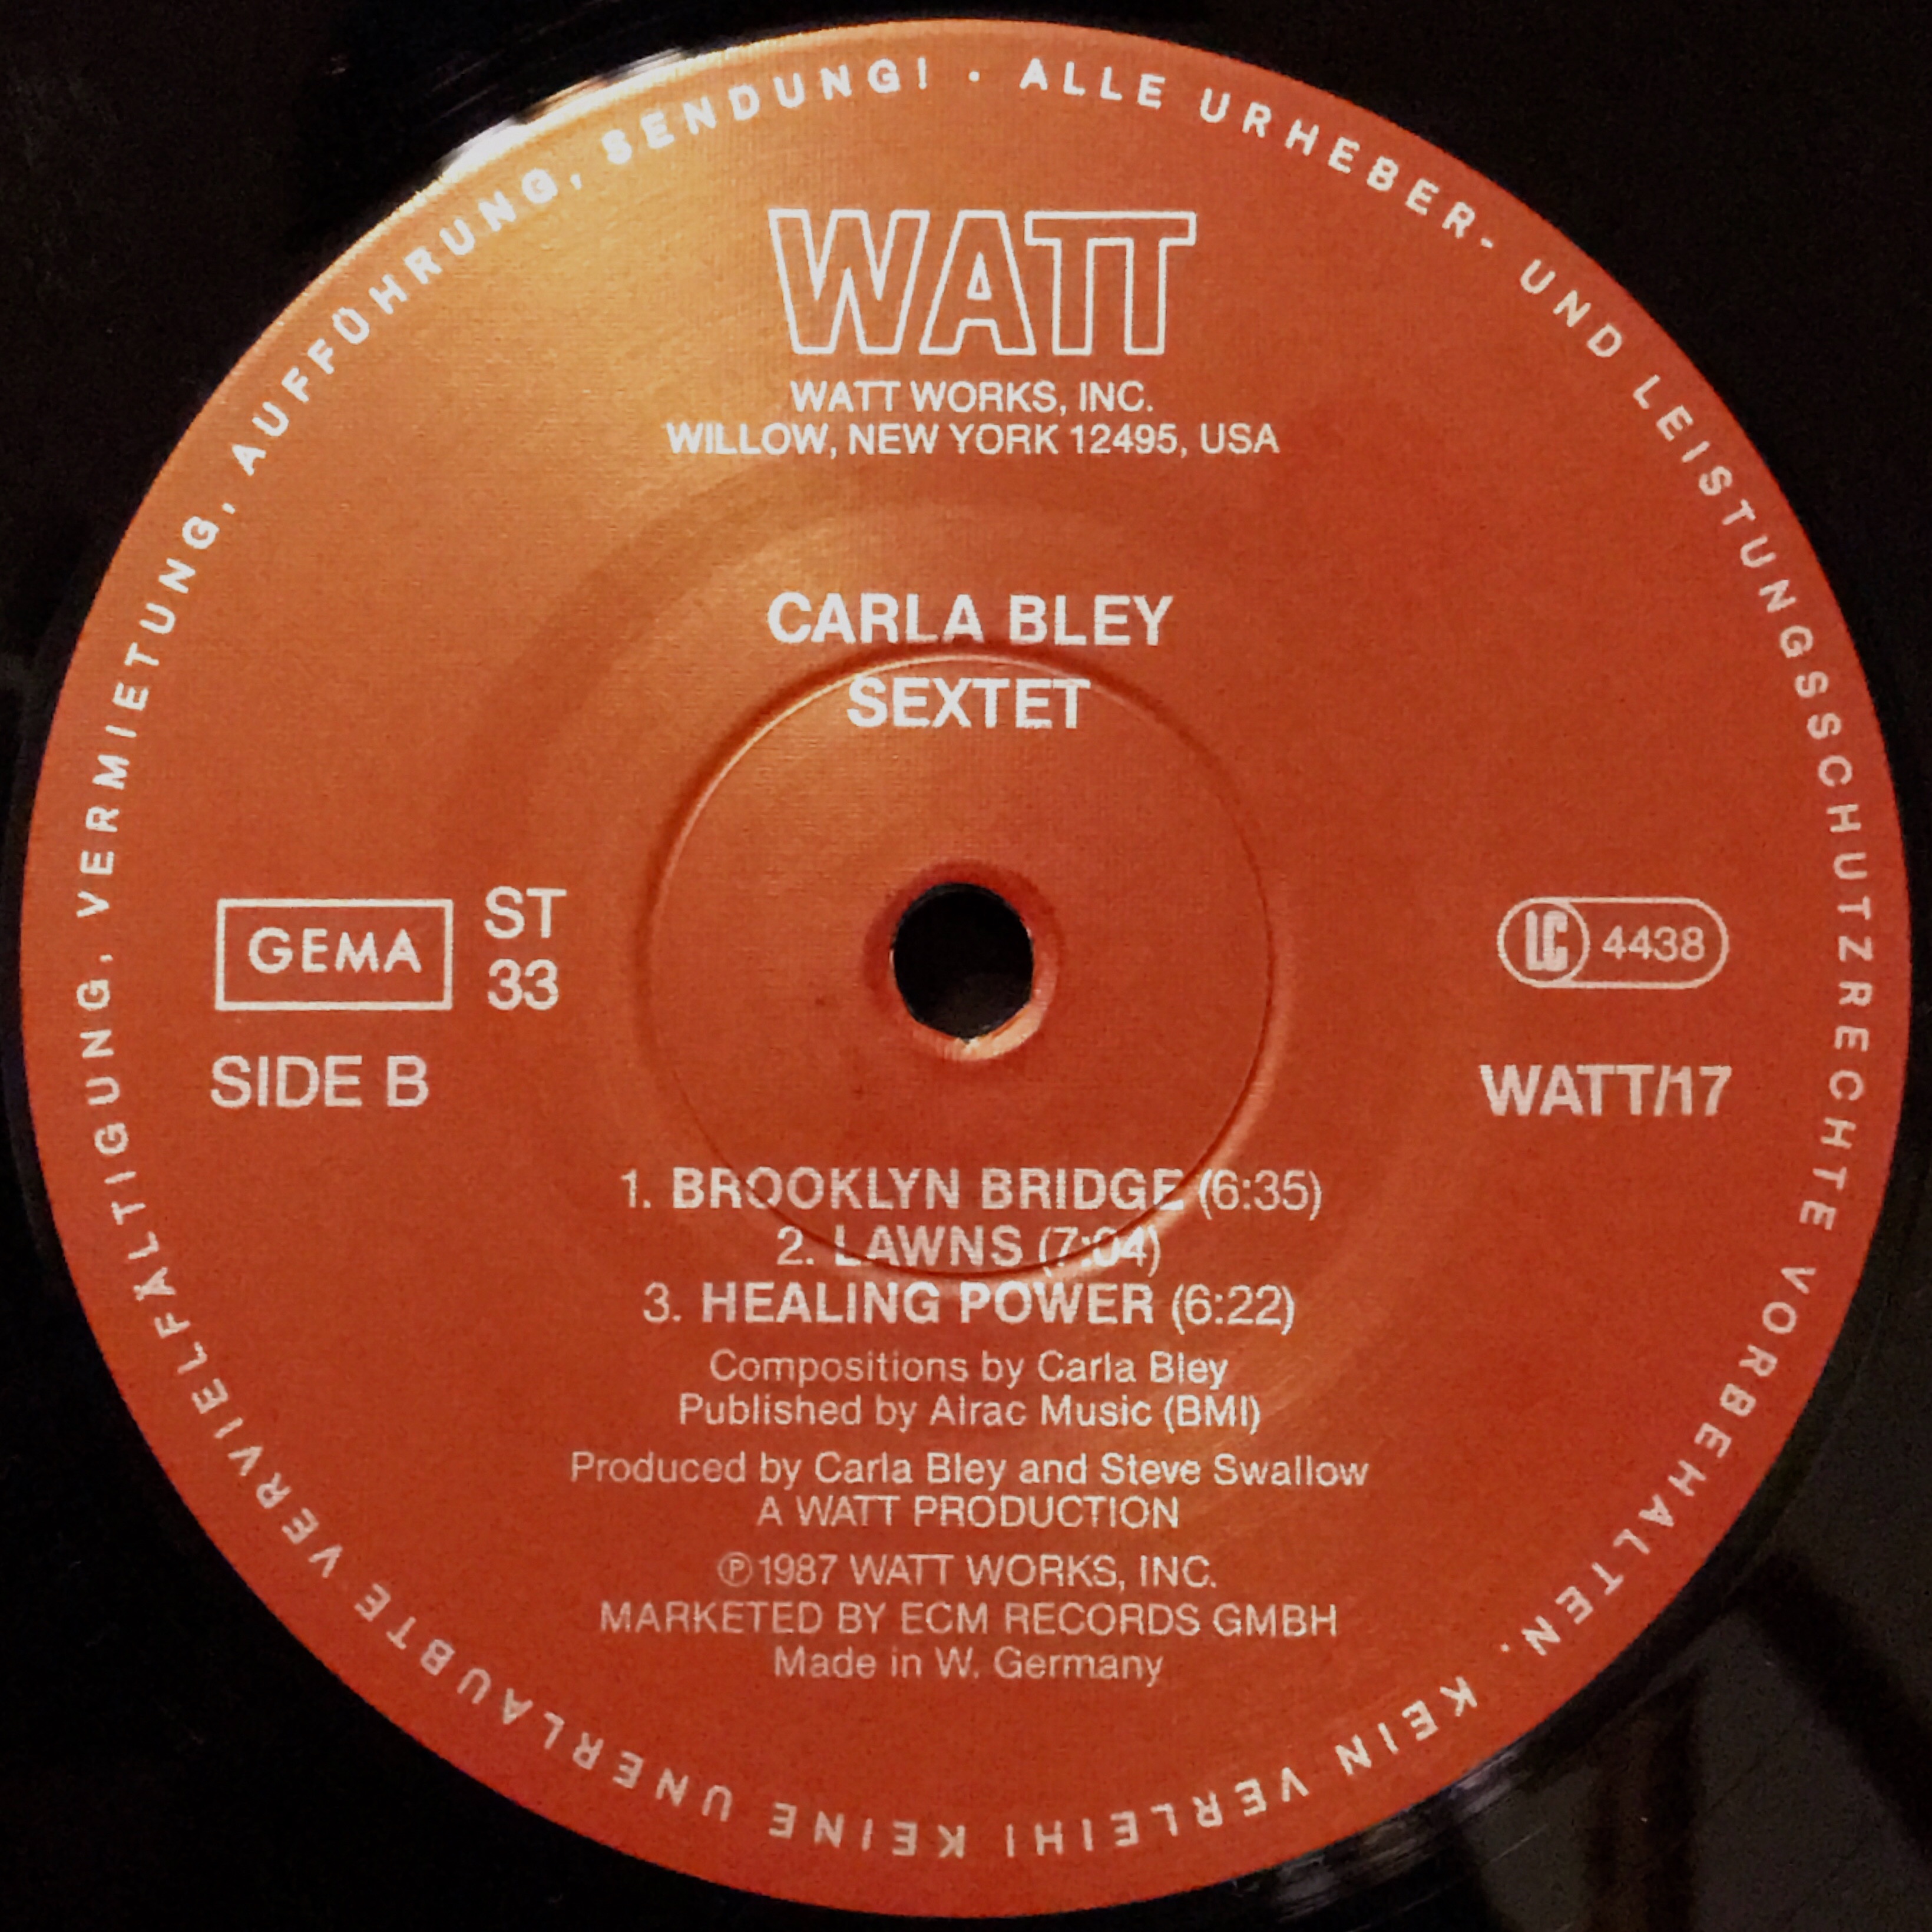 ALLE URHEBER- UND LEISTUNGSSCHUTZRECHTE VORBEHALTEN. KEIN VERLEIH! KEINE UNERLAUBTE VERVIELFÄLTIGUNG, VERMIETUNG, AUFFÜHRUNG, SENDUNG! •
WATT
WATT WORKS, INC.
WILLOW, NEW YORK 12495, USA
CARLA BLEY
SEXTET
GEMA
ST
33
LC 4438
SIDE B
WATT/17
1. BROOKLYN BRIDGE (6:35)
2. LAWNS (7:04)
3. HEALING POWER (6:22)
Compositions by Carla Bley
Published by Alrac Music (BMI)
Produced by Carla Bley and Steve Swallow
A WATT PRODUCTION
℗1987 WATT WORKS, INC.
MARKETED BY ECM RECORDS GMBH
Made in W. Germany